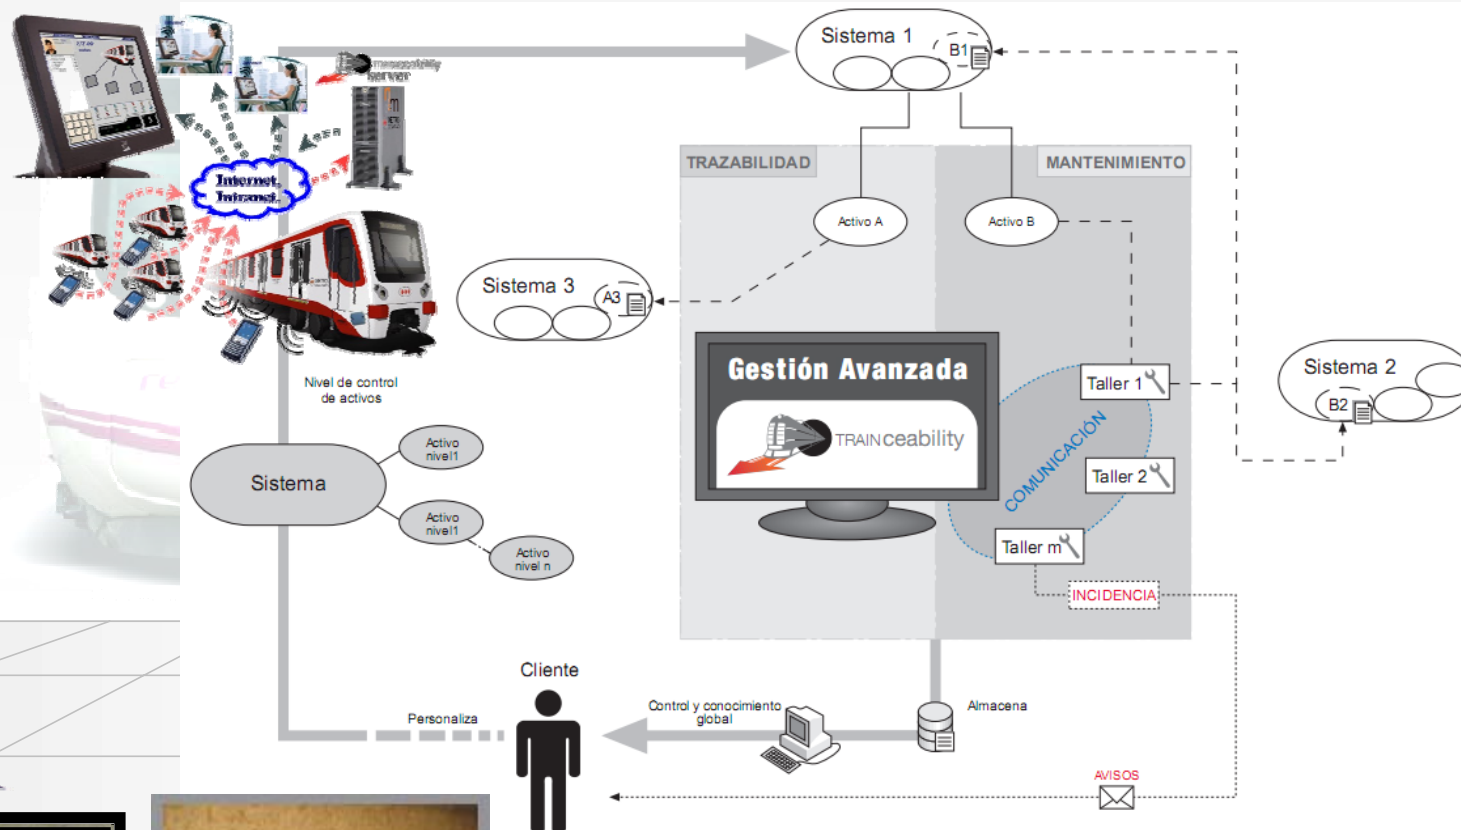 Sistema 1
B1
traceability
server
TRAZABILIDAD
MANTENIMIENTO
Internet,
Intranet,
Activo A
Activo B
Sistema 3
A3
Gestión Avanzada
TRAINceability
Sistema 2
B2
Taller 1
COMUNICACIÓN
Taller 2
Taller m
INCIDENCIA
Nivel de control
de activos
Sistema
Activo
nivel1
Activo
nivel1
Activo
nivel n
Cliente
Personaliza
Control y conocimiento
global
Almacena
AVISOS